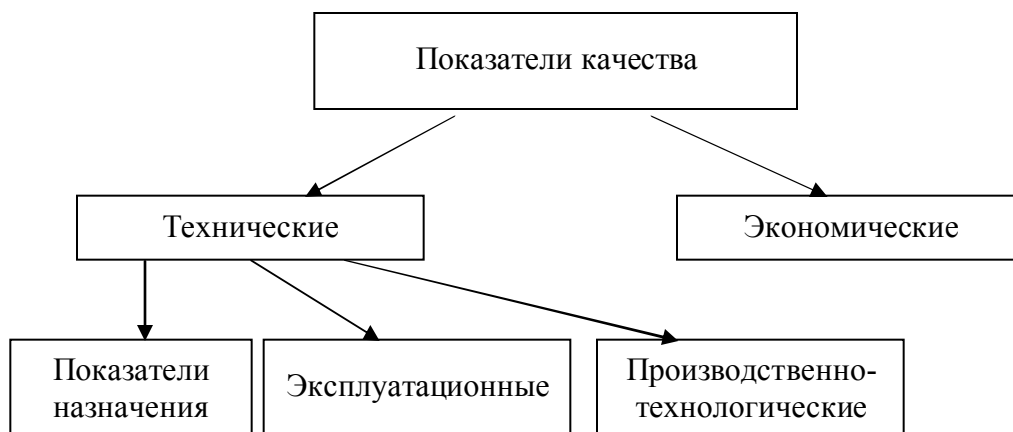 Показатели качества
Технические
Экономические
Показатели
назначения
Эксплуатационные
Производственно-
технологические